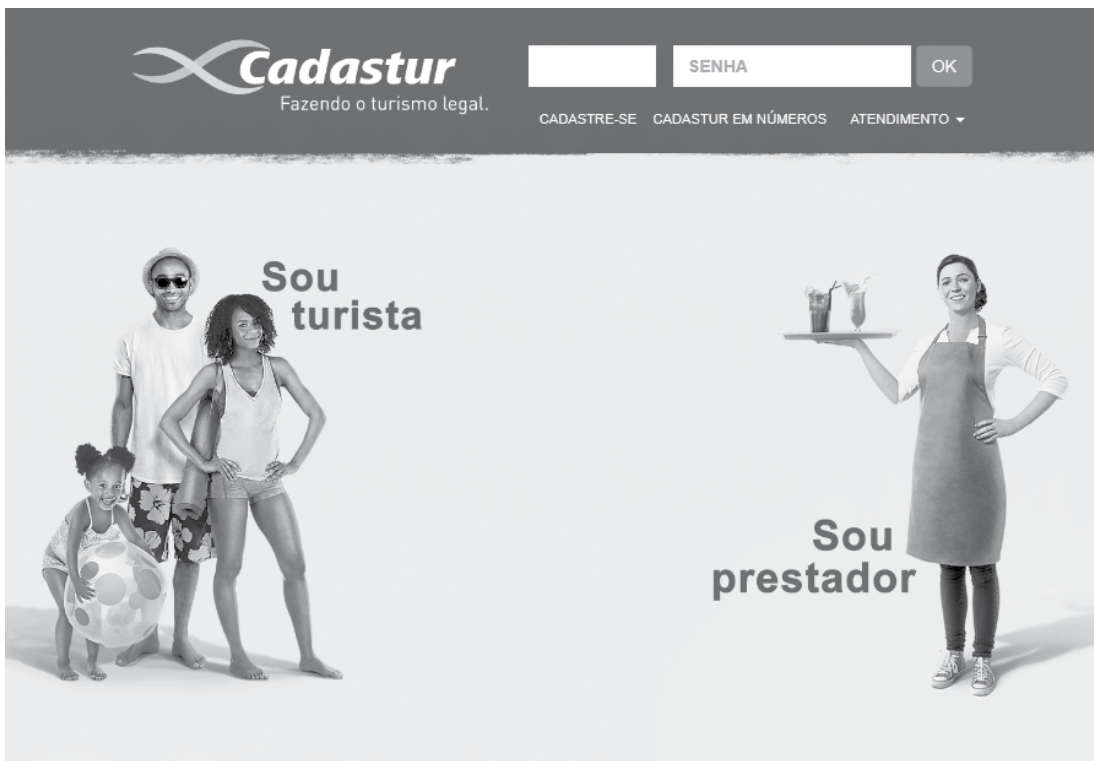 Cadastur
Fazendo o turismo legal.
SENHA
OK
CADASTRE-SE CADASTUR EM NÚMEROS ATENDIMENTO
Sou
turista
Sou
prestador